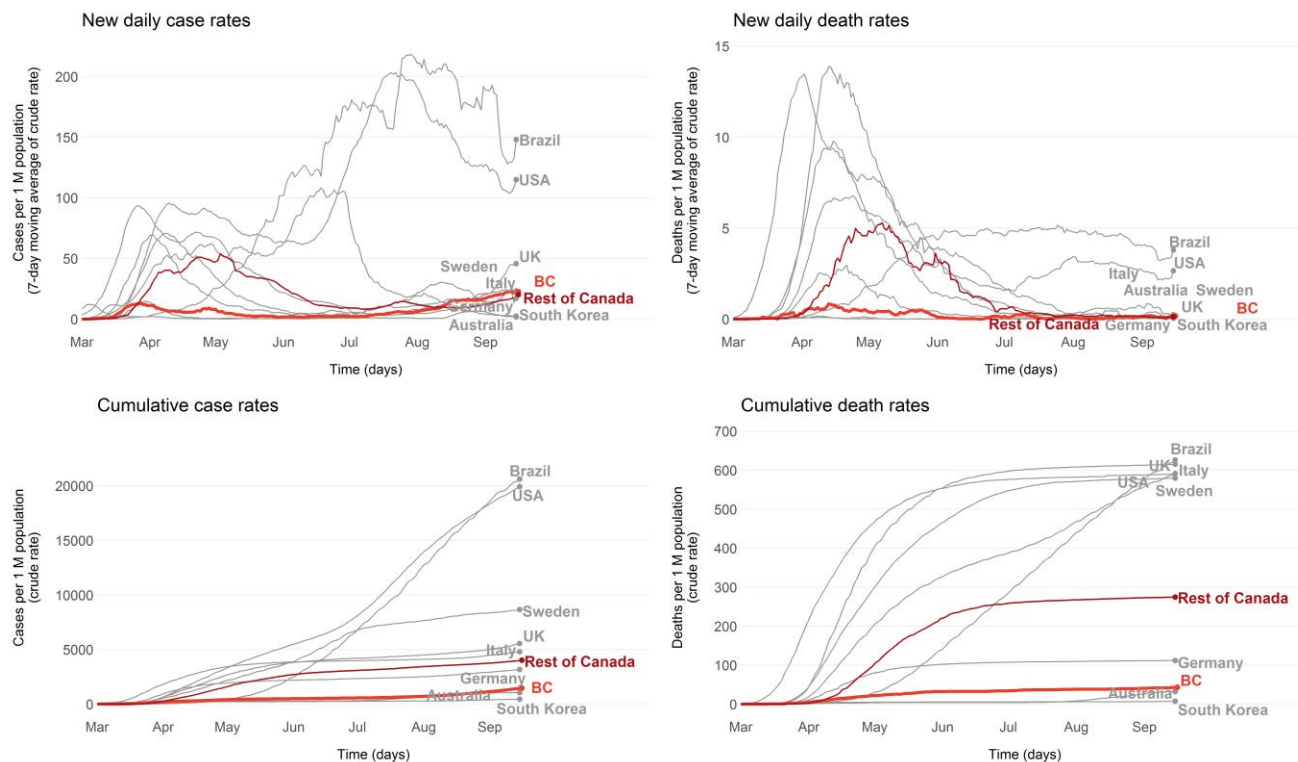 New daily case rates
Cases per 1 M population
(7-day moving average of crude rate)
200
150
100
50
0
Brazil
USA
UK
Sweden
Italy
BC
Rest of Canada
Germany
South Korea
Australia
Mar Apr May Jun Jul Aug Sep
Time (days)
New daily death rates
Deaths per 1 M population
(7-day moving average of crude rate)
15
10
5
0
Brazil
USA
Italy
Australia Sweden
UK BC
Rest of Canada Germany South Korea
Mar Apr May Jun Jul Aug Sep
Time (days)
Cumulative case rates
Cases per 1 M population
(crude rate)
20000
15000
10000
5000
0
Brazil
USA
Sweden
UK
Italy
Rest of Canada
Germany
BC
Australia
South Korea
Mar Apr May Jun Jul Aug Sep
Time (days)
Cumulative death rates
Deaths per 1 M population
(crude rate)
700
600
500
400
300
200
100
0
Brazil
UK Italy
USA
Sweden
Rest of Canada
Germany
BC
Australia
South Korea
Mar Apr May Jun Jul Aug Sep
Time (days)